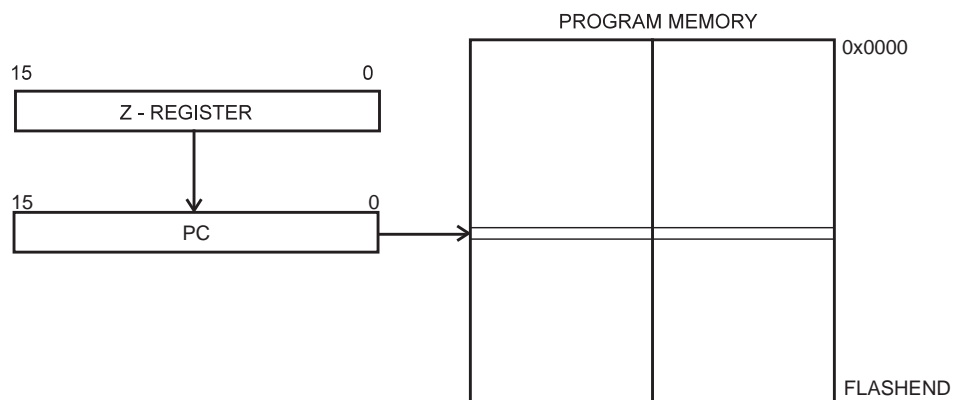 PROGRAM MEMORY
0x0000
15 0
Z - REGISTER
15 0
PC
FLASHEND